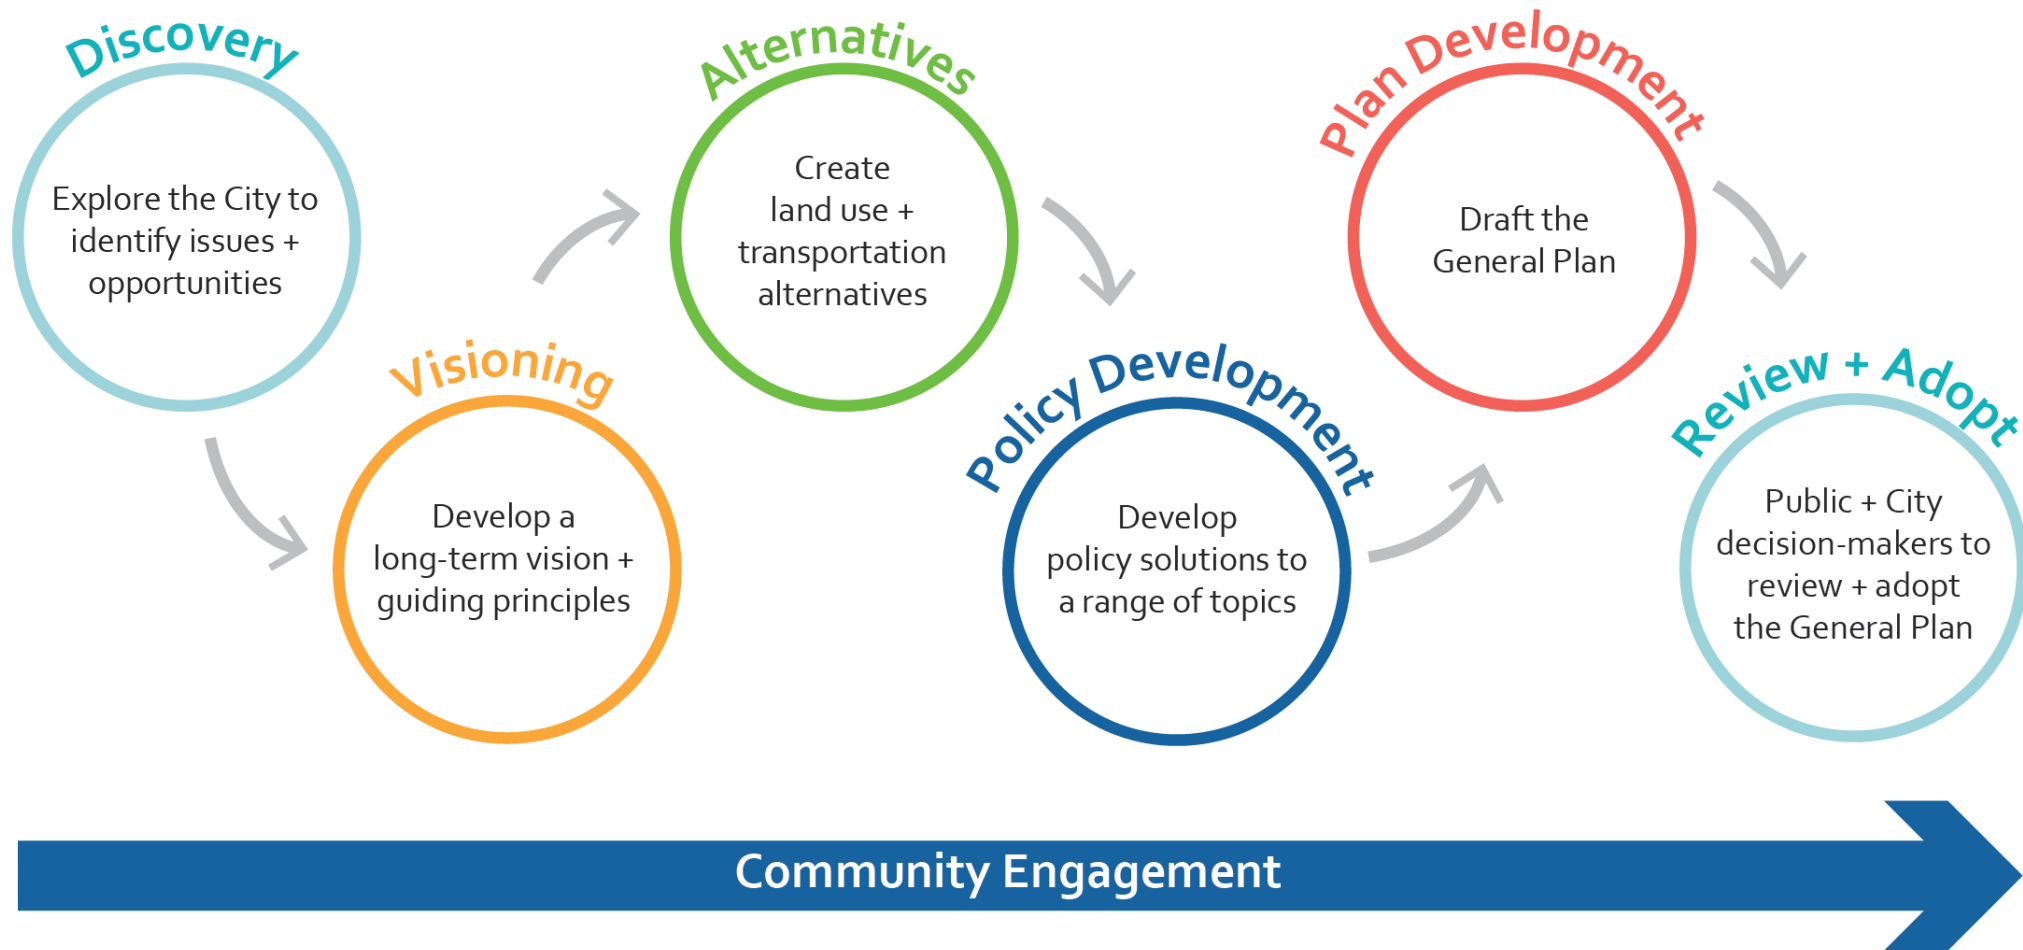 Discovery
Explore the City to
identify issues +
opportunities
Visioning
Develop a
long-term vision +
guiding principles
Alternatives
Create
land use +
transportation
alternatives
Policy Development
Develop
policy solutions to
a range of topics
Plan Development
Draft the
General Plan
Review + Adopt
Public + City
decision-makers to
review + adopt
the General Plan
Community Engagement